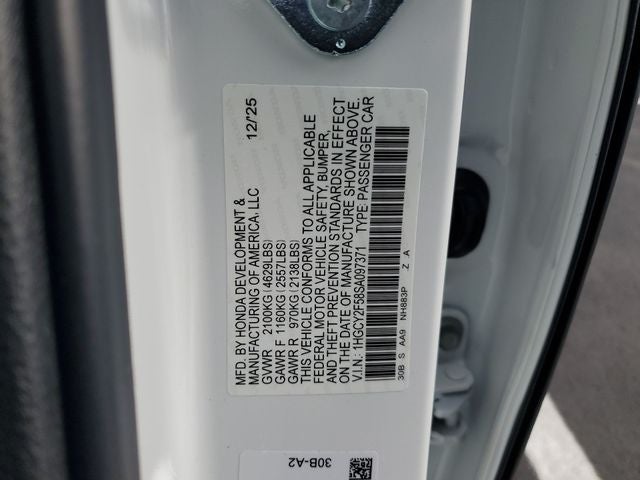 MFD. BY HONDA DEVELOPMENT & 12/'25
MANUFACTURING OF AMERICA, LLC
GVWR 2100KG(4629LBS)
GAWR F 1160KG(2557LBS)
GAWR R 970KG(2138LBS)
THIS VEHICLE CONFORMS TO ALL APPLICABLE
FEDERAL MOTOR VEHICLE SAFETY, BUMPER,
AND THEFT PREVENTION STANDARDS IN EFFECT
ON THE DATE OF MANUFACTURE SHOWN ABOVE.
V.I.N.: 1HGCY2F58SA097371 TYPE: PASSENGER CAR
30B S AA9 NH883P Z A
30B-A2